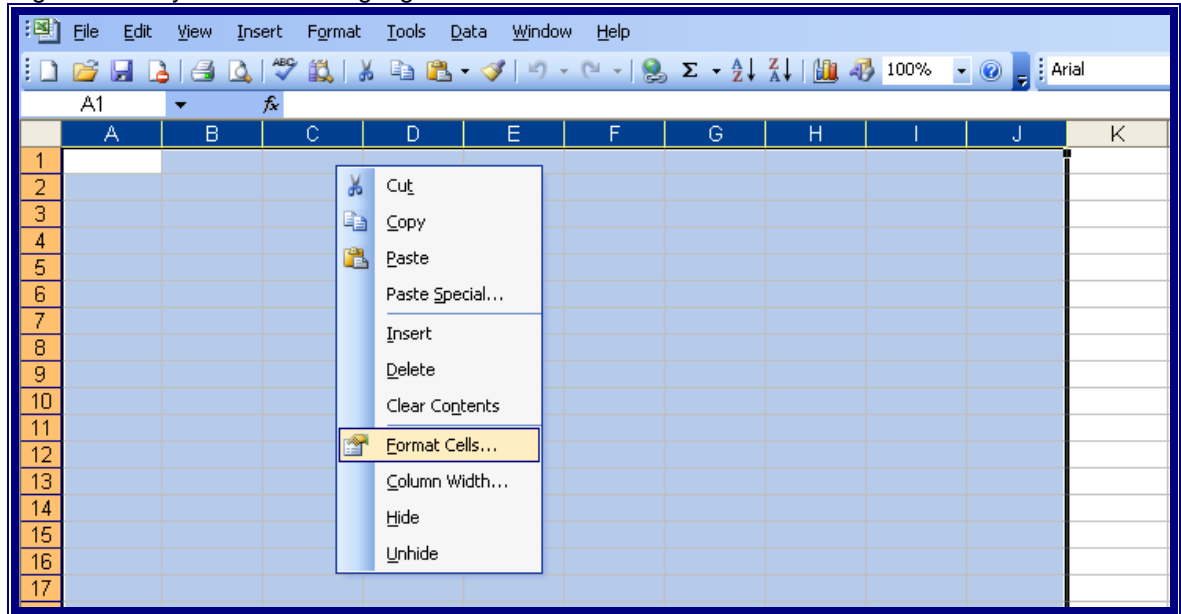 File Edit View Insert Format Tools Data Window Help
ABC Σ A Z Z A 100% Arial
A1 fx
A B C D E F G H I J K
1
2
3
4
5
6
7
8
9
10
11
12
13
14
15
16
17
Cut
Copy
Paste
Paste Special...
Insert
Delete
Clear Contents
Format Cells...
Column Width...
Hide
Unhide